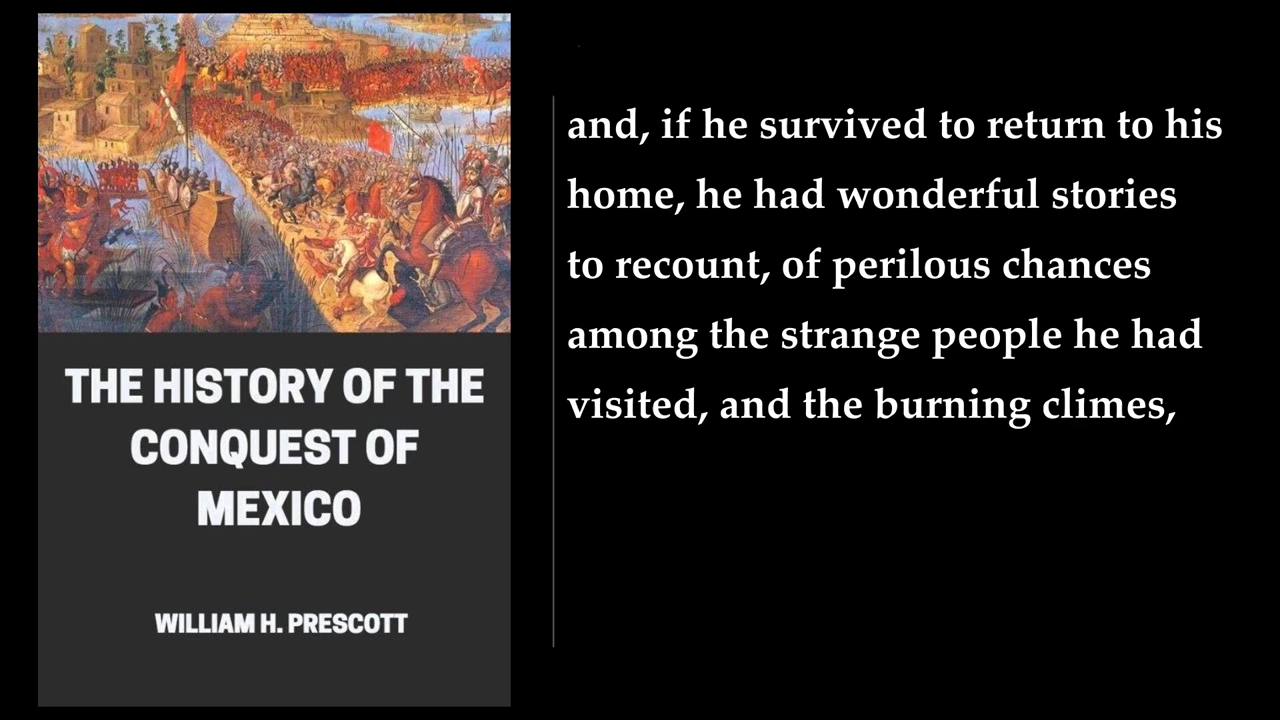 THE HISTORY OF THE
CONQUEST OF
MEXICO
WILLIAM H. PRESCOTT
and, if he survived to return to his
home, he had wonderful stories
to recount, of perilous chances
among the strange people he had
visited, and the burning climes,